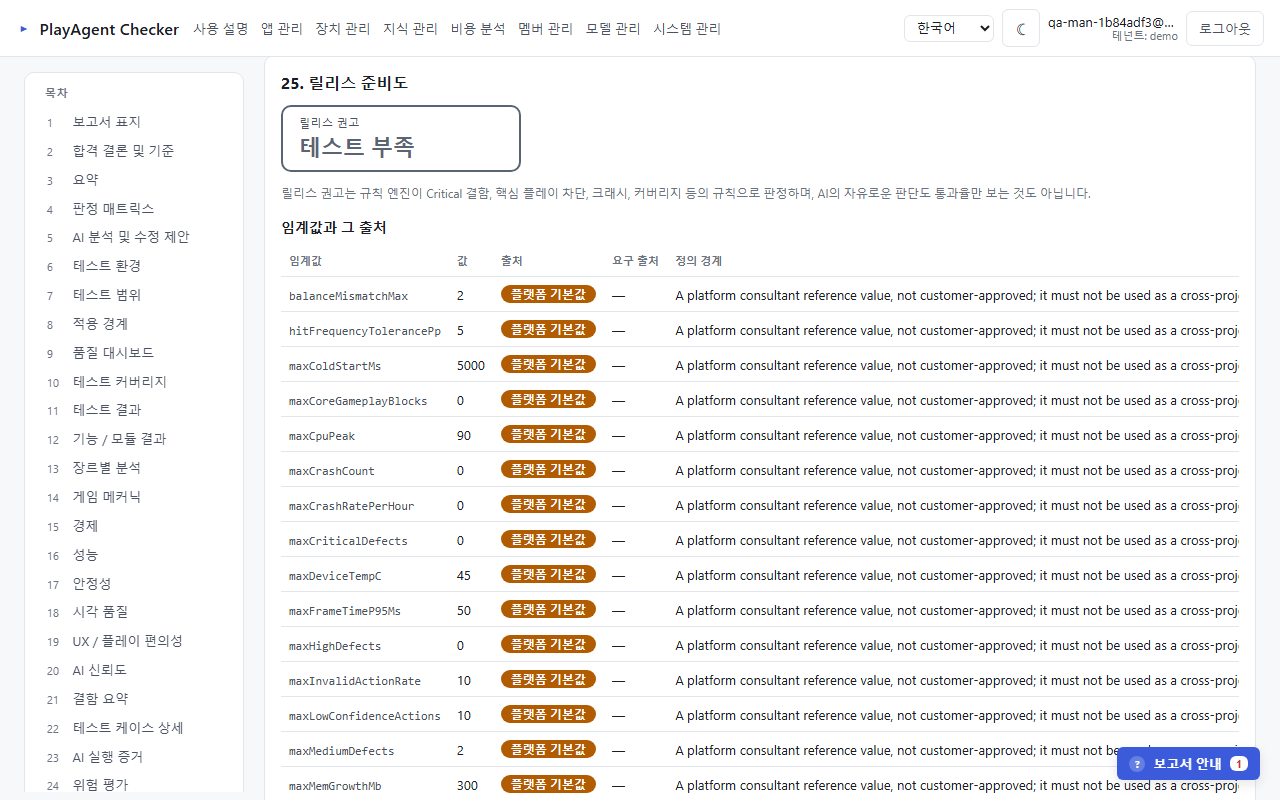 ▸ PlayAgent Checker 사용 설명 앱 관리 장치 관리 지식 관리 비용 분석 멤버 관리 모델 관리 시스템 관리 한국어 qa-man-1b84adf3@... 테넌트: demo 로그아웃
목차
1 보고서 표지
2 합격 결론 및 기준
3 요약
4 판정 매트릭스
5 AI 분석 및 수정 제안
6 테스트 환경
7 테스트 범위
8 적용 경계
9 품질 대시보드
10 테스트 커버리지
11 테스트 결과
12 기능 / 모듈 결과
13 장르별 분석
14 게임 메커닉
15 경제
16 성능
17 안정성
18 시각 품질
19 UX / 플레이 편의성
20 AI 신뢰도
21 결함 요약
22 테스트 케이스 상세
23 AI 실행 증거
24 위험 평가
25. 릴리스 준비도
릴리스 권고
테스트 부족
릴리스 권고는 규칙 엔진이 Critical 결함, 핵심 플레이 차단, 크래시, 커버리지 등의 규칙으로 판정하며, AI의 자유로운 판단도 통과율만 보는 것도 아닙니다.
임계값과 그 출처
임계값 값 출처 요구 출처 정의 경계
balanceMismatchMax 2 플랫폼 기본값 — A platform consultant reference value, not customer-approved; it must not be used as a cross-proj
hitFrequencyTolerancePp 5 플랫폼 기본값 — A platform consultant reference value, not customer-approved; it must not be used as a cross-proj
maxColdStartMs 5000 플랫폼 기본값 — A platform consultant reference value, not customer-approved; it must not be used as a cross-proj
maxCoreGameplayBlocks 0 플랫폼 기본값 — A platform consultant reference value, not customer-approved; it must not be used as a cross-proj
maxCpuPeak 90 플랫폼 기본값 — A platform consultant reference value, not customer-approved; it must not be used as a cross-proj
maxCrashCount 0 플랫폼 기본값 — A platform consultant reference value, not customer-approved; it must not be used as a cross-proj
maxCrashRatePerHour 0 플랫폼 기본값 — A platform consultant reference value, not customer-approved; it must not be used as a cross-proj
maxCriticalDefects 0 플랫폼 기본값 — A platform consultant reference value, not customer-approved; it must not be used as a cross-proj
maxDeviceTempC 45 플랫폼 기본값 — A platform consultant reference value, not customer-approved; it must not be used as a cross-proj
maxFrameTimeP95Ms 50 플랫폼 기본값 — A platform consultant reference value, not customer-approved; it must not be used as a cross-proj
maxHighDefects 0 플랫폼 기본값 — A platform consultant reference value, not customer-approved; it must not be used as a cross-proj
maxInvalidActionRate 10 플랫폼 기본값 — A platform consultant reference value, not customer-approved; it must not be used as a cross-proj
maxLowConfidenceActions 10 플랫폼 기본값 — A platform consultant reference value, not customer-approved; it must not be used as a cross-proj
maxMediumDefects 2 플랫폼 기본값 — A platform consultant reference value, not customer-approved; it must not be
maxMemGrowthMb 300 플랫폼 기본값 — A platform consultant reference value, not customer-approved; it must not be used as a cross-proj
? 보고서 안내 1